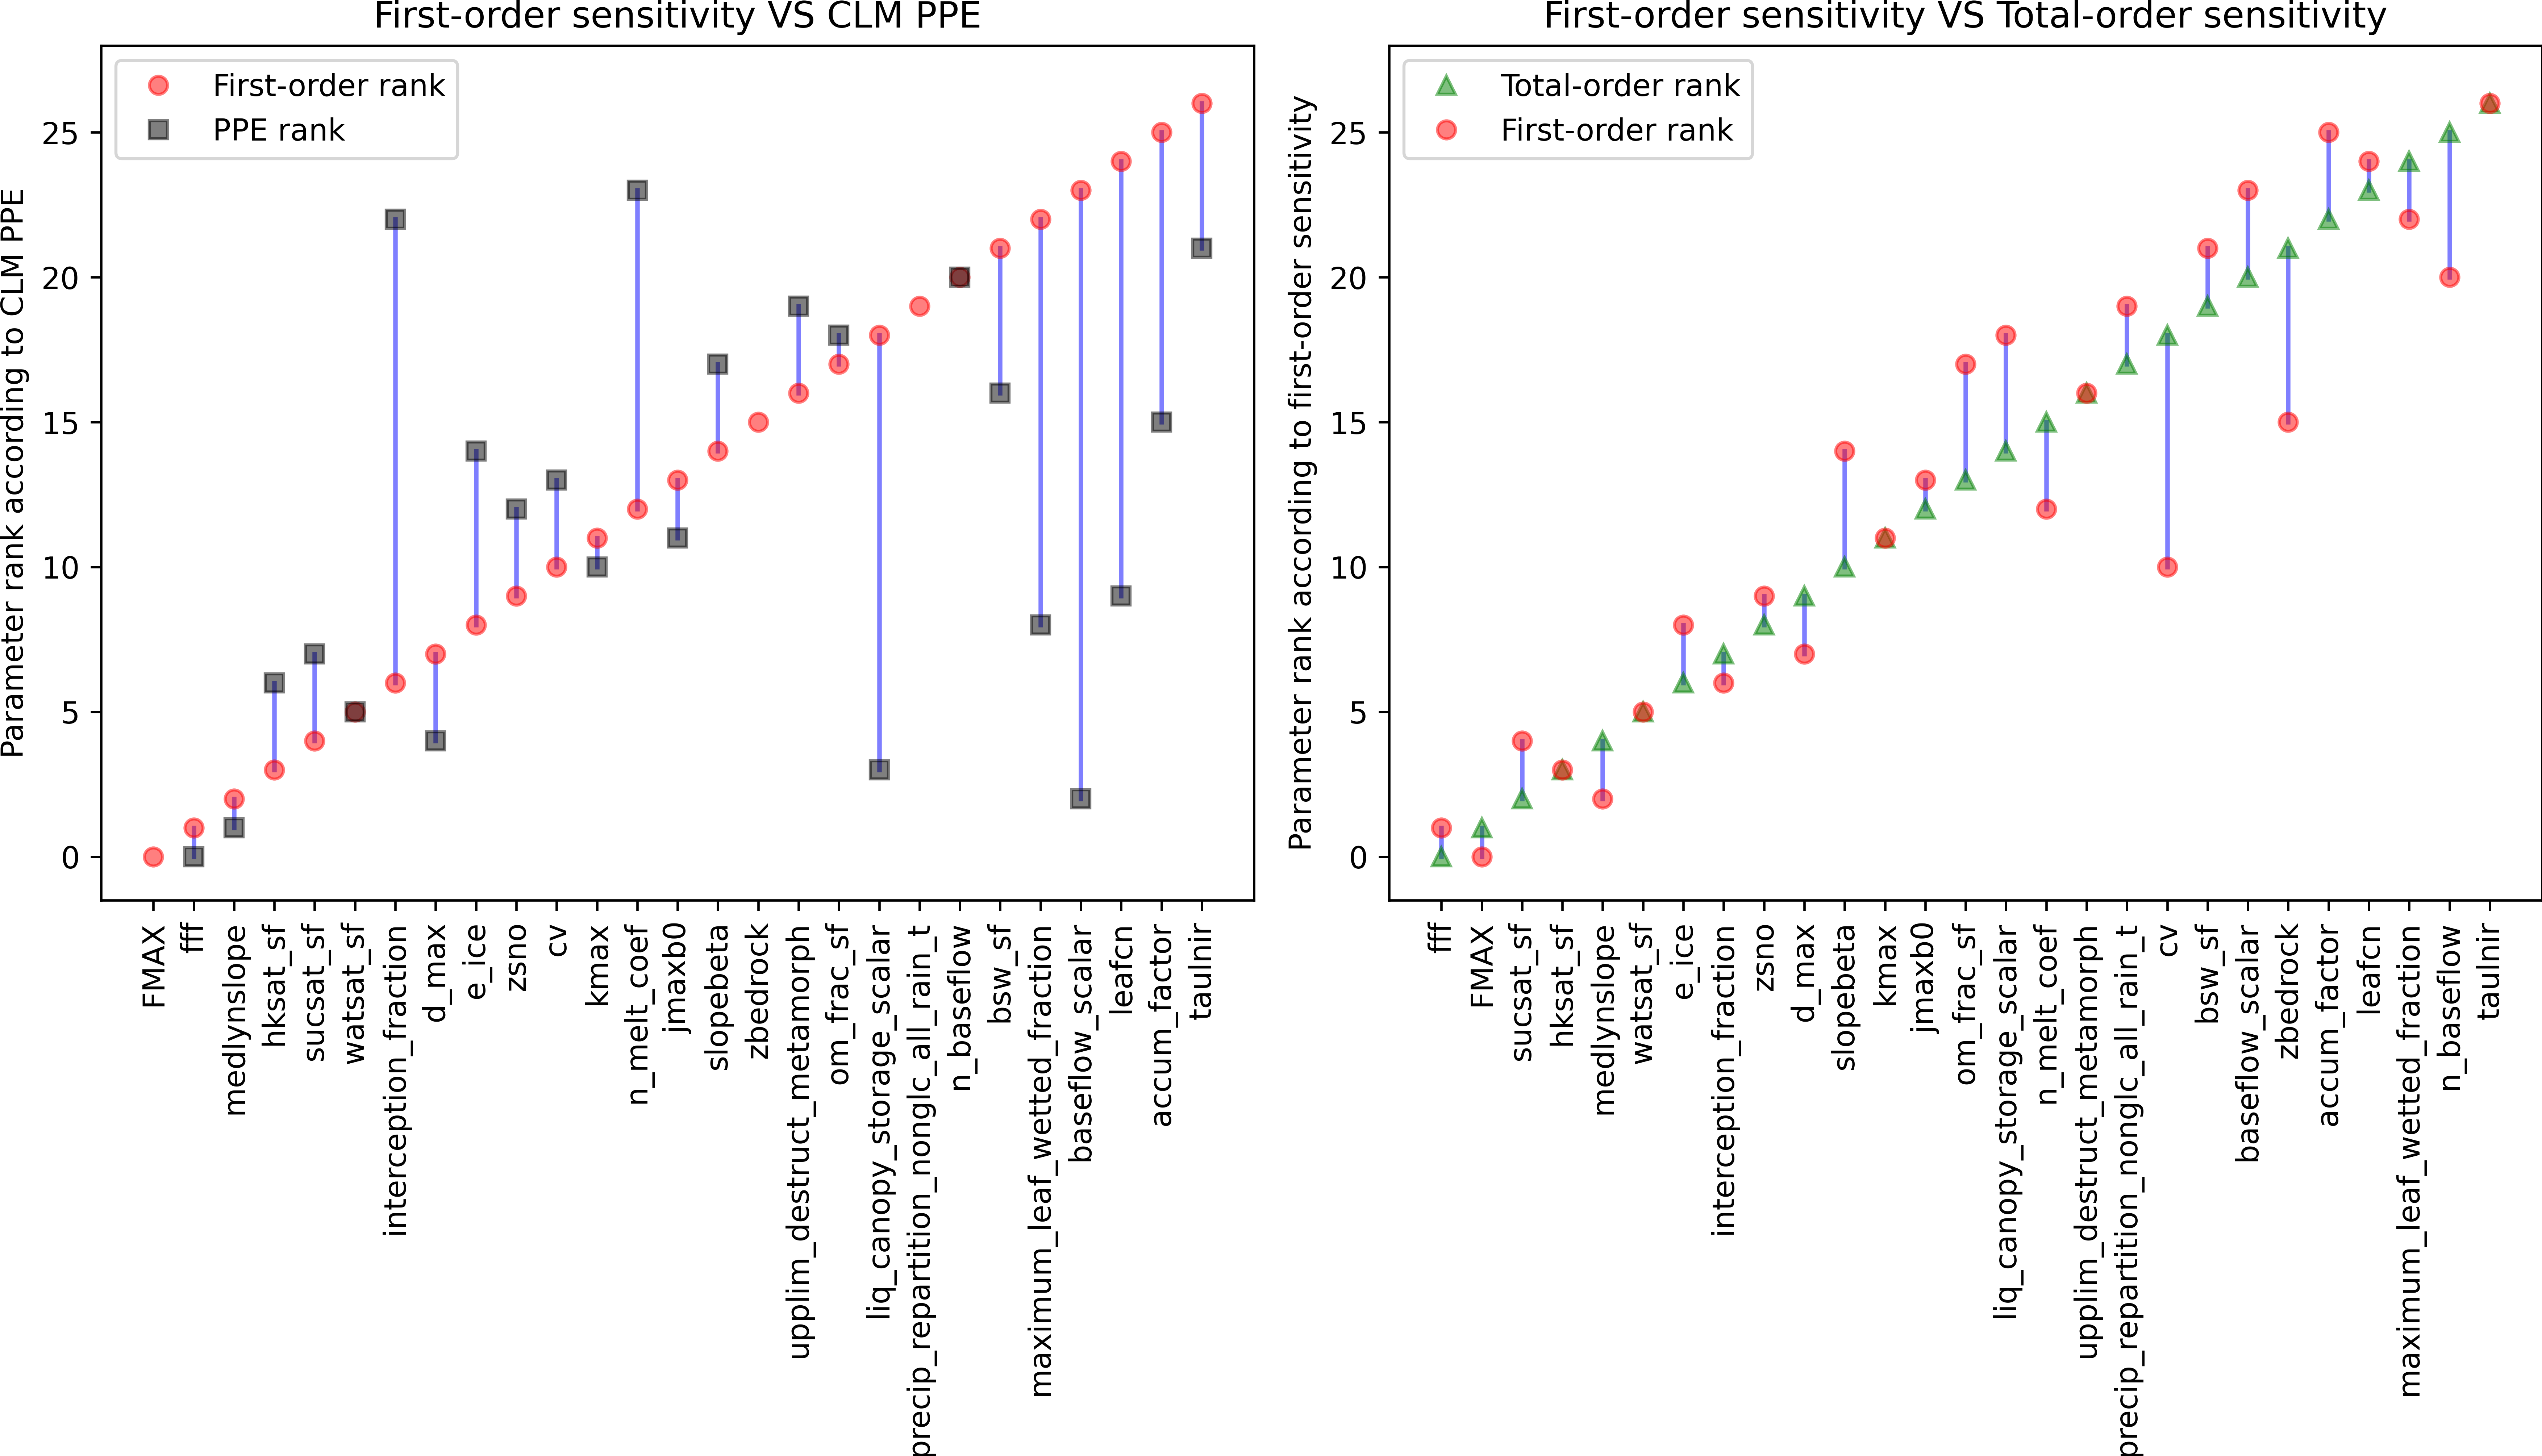 First-order sensitivity VS CLM PPE
Parameter rank according to CLM PPE
First-order rank
PPE rank
25
20
15
10
5
0
FMAX
fff
medlynslope
hksat_sf
sucsat_sf
watsat_sf
interception_fraction
d_max
e_ice
zsno
cv
kmax
n_melt_coef
jmaxb0
slopebeta
zbedrock
upplim_destruct_metamorph
om_frac_sf
liq_canopy_storage_scalar
precip_repartition_nonglc_all_rain_t
n_baseflow
bsw_sf
maximum_leaf_wetted_fraction
baseflow_scalar
leafcn
accum_factor
taulnir
First-order sensitivity VS Total-order sensitivity
Parameter rank according to first-order sensitivity
Total-order rank
First-order rank
25
20
15
10
5
0
fff
FMAX
sucsat_sf
hksat_sf
medlynslope
watsat_sf
e_ice
interception_fraction
zsno
d_max
slopebeta
kmax
jmaxb0
om_frac_sf
liq_canopy_storage_scalar
n_melt_coef
upplim_destruct_metamorph
precip_repartition_nonglc_all_rain_t
cv
bsw_sf
baseflow_scalar
zbedrock
accum_factor
leafcn
maximum_leaf_wetted_fraction
n_baseflow
taulnir